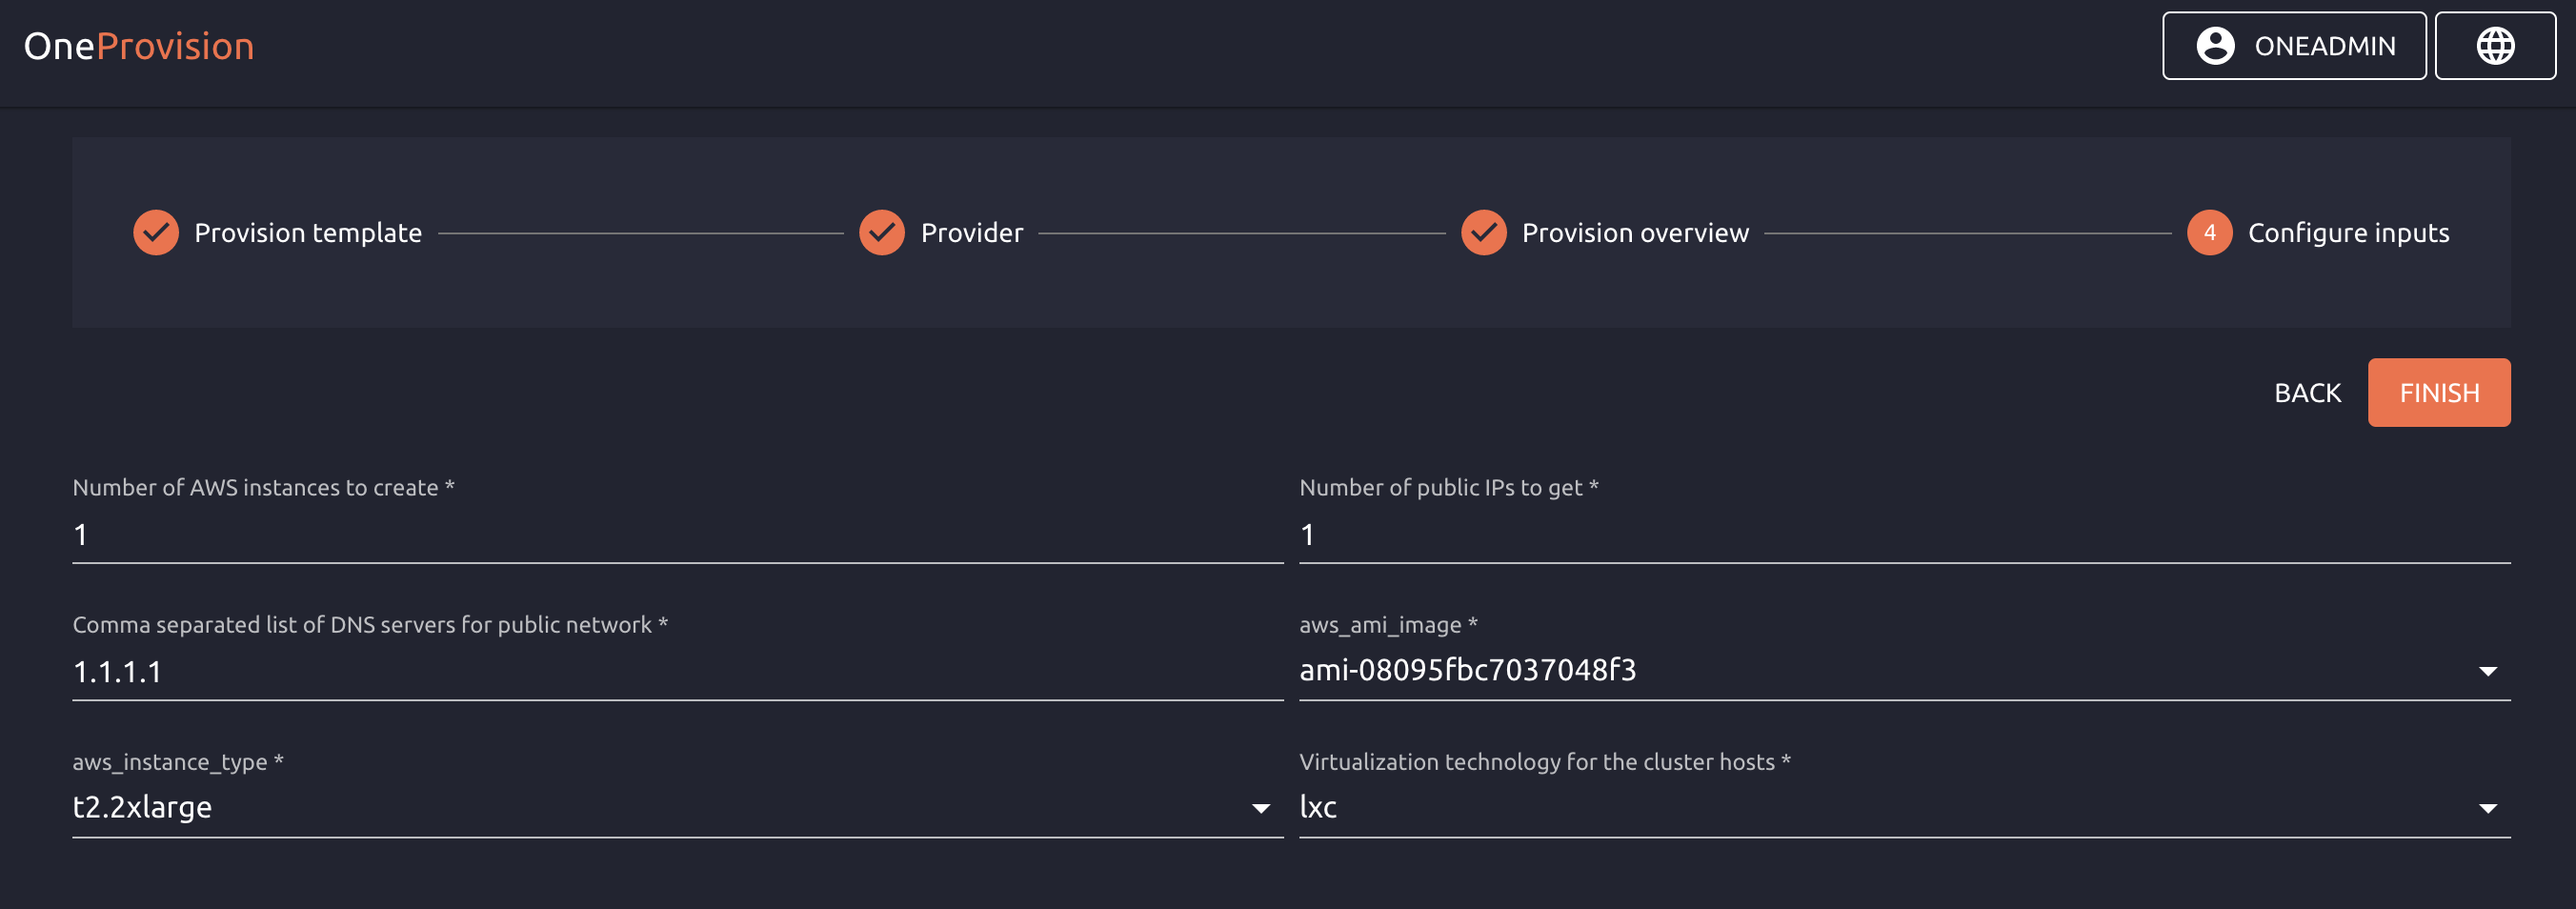 OneProvision
ONEADMIN
Provision template
Provider
Provision overview
4 Configure inputs
BACK
FINISH
Number of AWS instances to create *
1
Number of public IPs to get *
1
Comma separated list of DNS servers for public network *
1.1.1.1
aws_ami_image *
ami-08095fbc7037048f3
aws_instance_type *
t2.2xlarge
Virtualization technology for the cluster hosts *
lxc